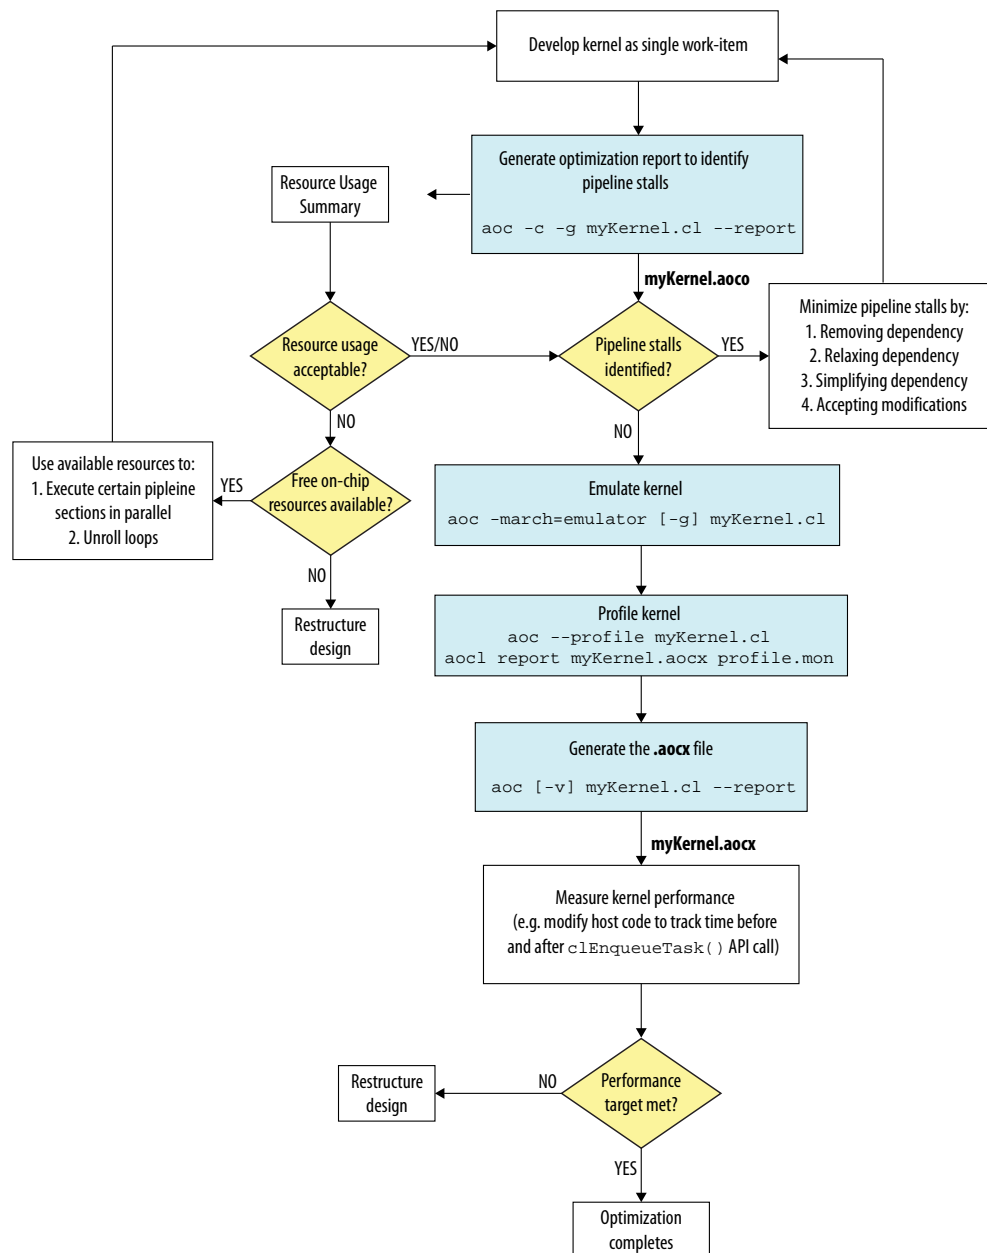 Develop kernel as single work-item
Generate optimization report to identify
pipeline stalls
aoc -c -g myKernel.cl --report
Resource Usage
Summary
myKernel.aoco
Resource usage
acceptable?
YES/NO
Pipeline stalls
identified?
YES
Minimize pipeline stalls by:
1. Removing dependency
2. Relaxing dependency
3. Simplifying dependency
4. Accepting modifications
NO
NO
Use available resources to:
1. Execute certain pipleine
sections in parallel
2. Unroll loops
YES
Free on-chip
resources available?
Emulate kernel
aoc -march=emulator [-g] myKernel.cl
NO
Restructure
design
Profile kernel
aoc --profile myKernel.cl
aocl report myKernel.aocx profile.mon
Generate the .aocx file
aoc [-v] myKernel.cl --report
myKernel.aocx
Measure kernel performance
(e.g. modify host code to track time before
and after clEnqueueTask() API call)
Performance
target met?
NO
Restructure
design
YES
Optimization
completes